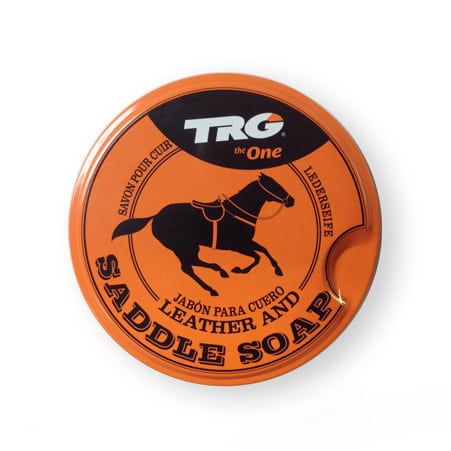 TRG®
the One
SAVON POUR CUIR
LEDERSEIFE
JABÓN PARA CUERO
LEATHER AND
SADDLE SOAP